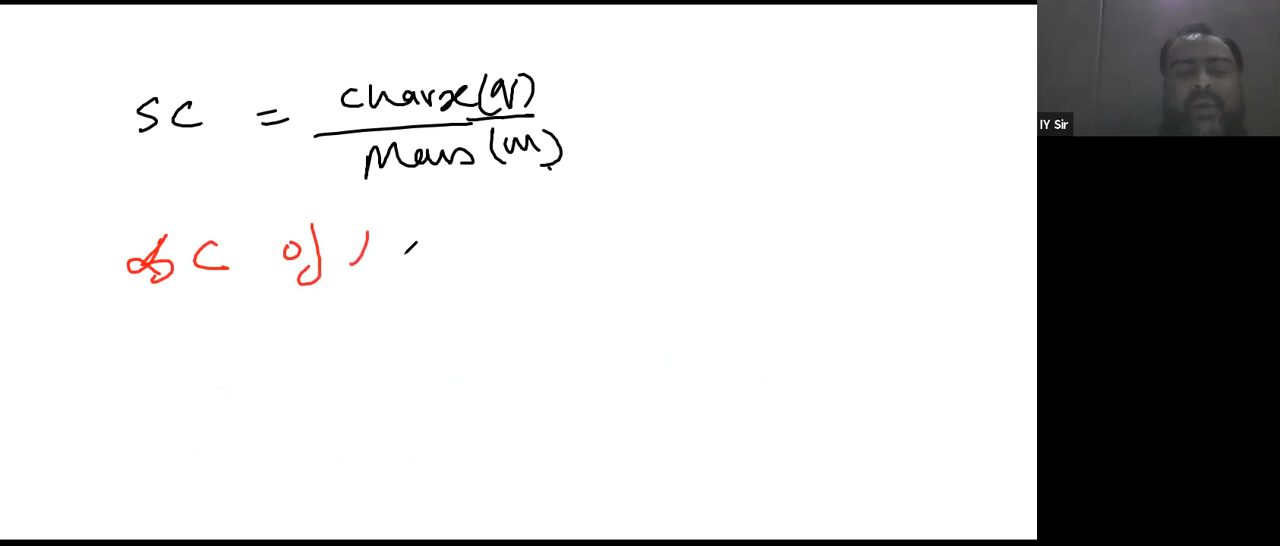 SC = charge(q)
Mass (m)
SC of
IY Sir